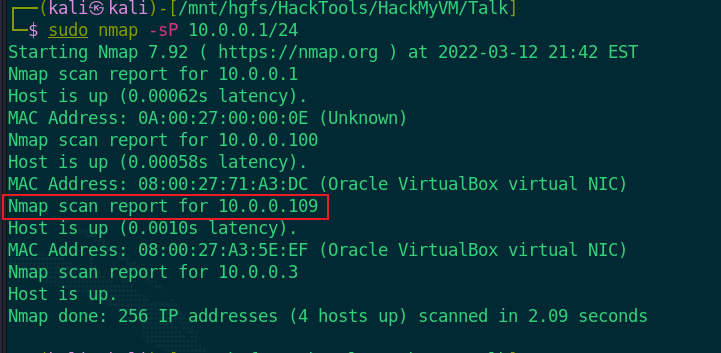 ┌──(kali㉿kali)-[/mnt/hgfs/HackTools/HackMyVM/Talk]
└─$ sudo nmap -sP 10.0.0.1/24
Starting Nmap 7.92 ( https://nmap.org ) at 2022-03-12 21:42 EST
Nmap scan report for 10.0.0.1
Host is up (0.00062s latency).
MAC Address: 0A:00:27:00:00:0E (Unknown)
Nmap scan report for 10.0.0.100
Host is up (0.00058s latency).
MAC Address: 08:00:27:71:A3:DC (Oracle VirtualBox virtual NIC)
Nmap scan report for 10.0.0.109
Host is up (0.0010s latency).
MAC Address: 08:00:27:A3:5E:EF (Oracle VirtualBox virtual NIC)
Nmap scan report for 10.0.0.3
Host is up.
Nmap done: 256 IP addresses (4 hosts up) scanned in 2.09 seconds